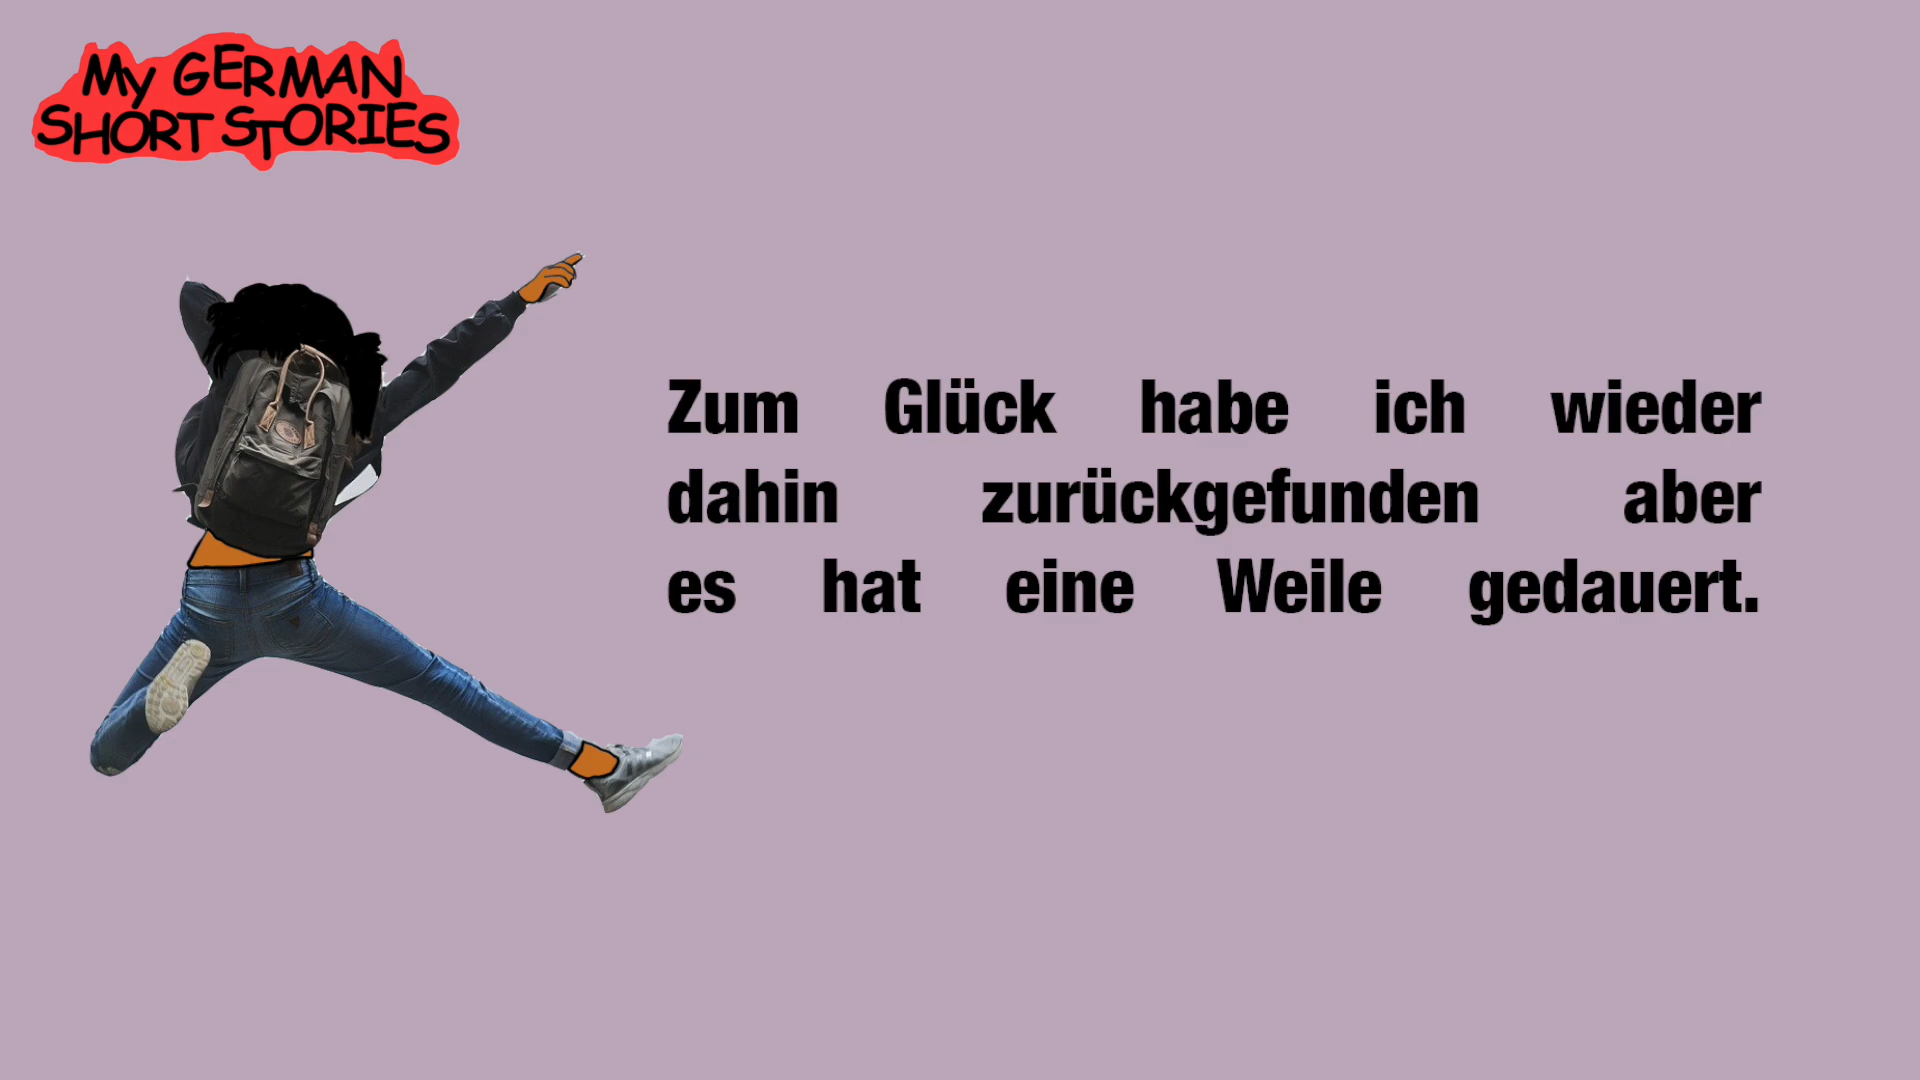 My GERMAN
SHORT STORIES
Zum Glück habe ich wieder
dahin zurückgefunden aber
es hat eine Weile gedauert.